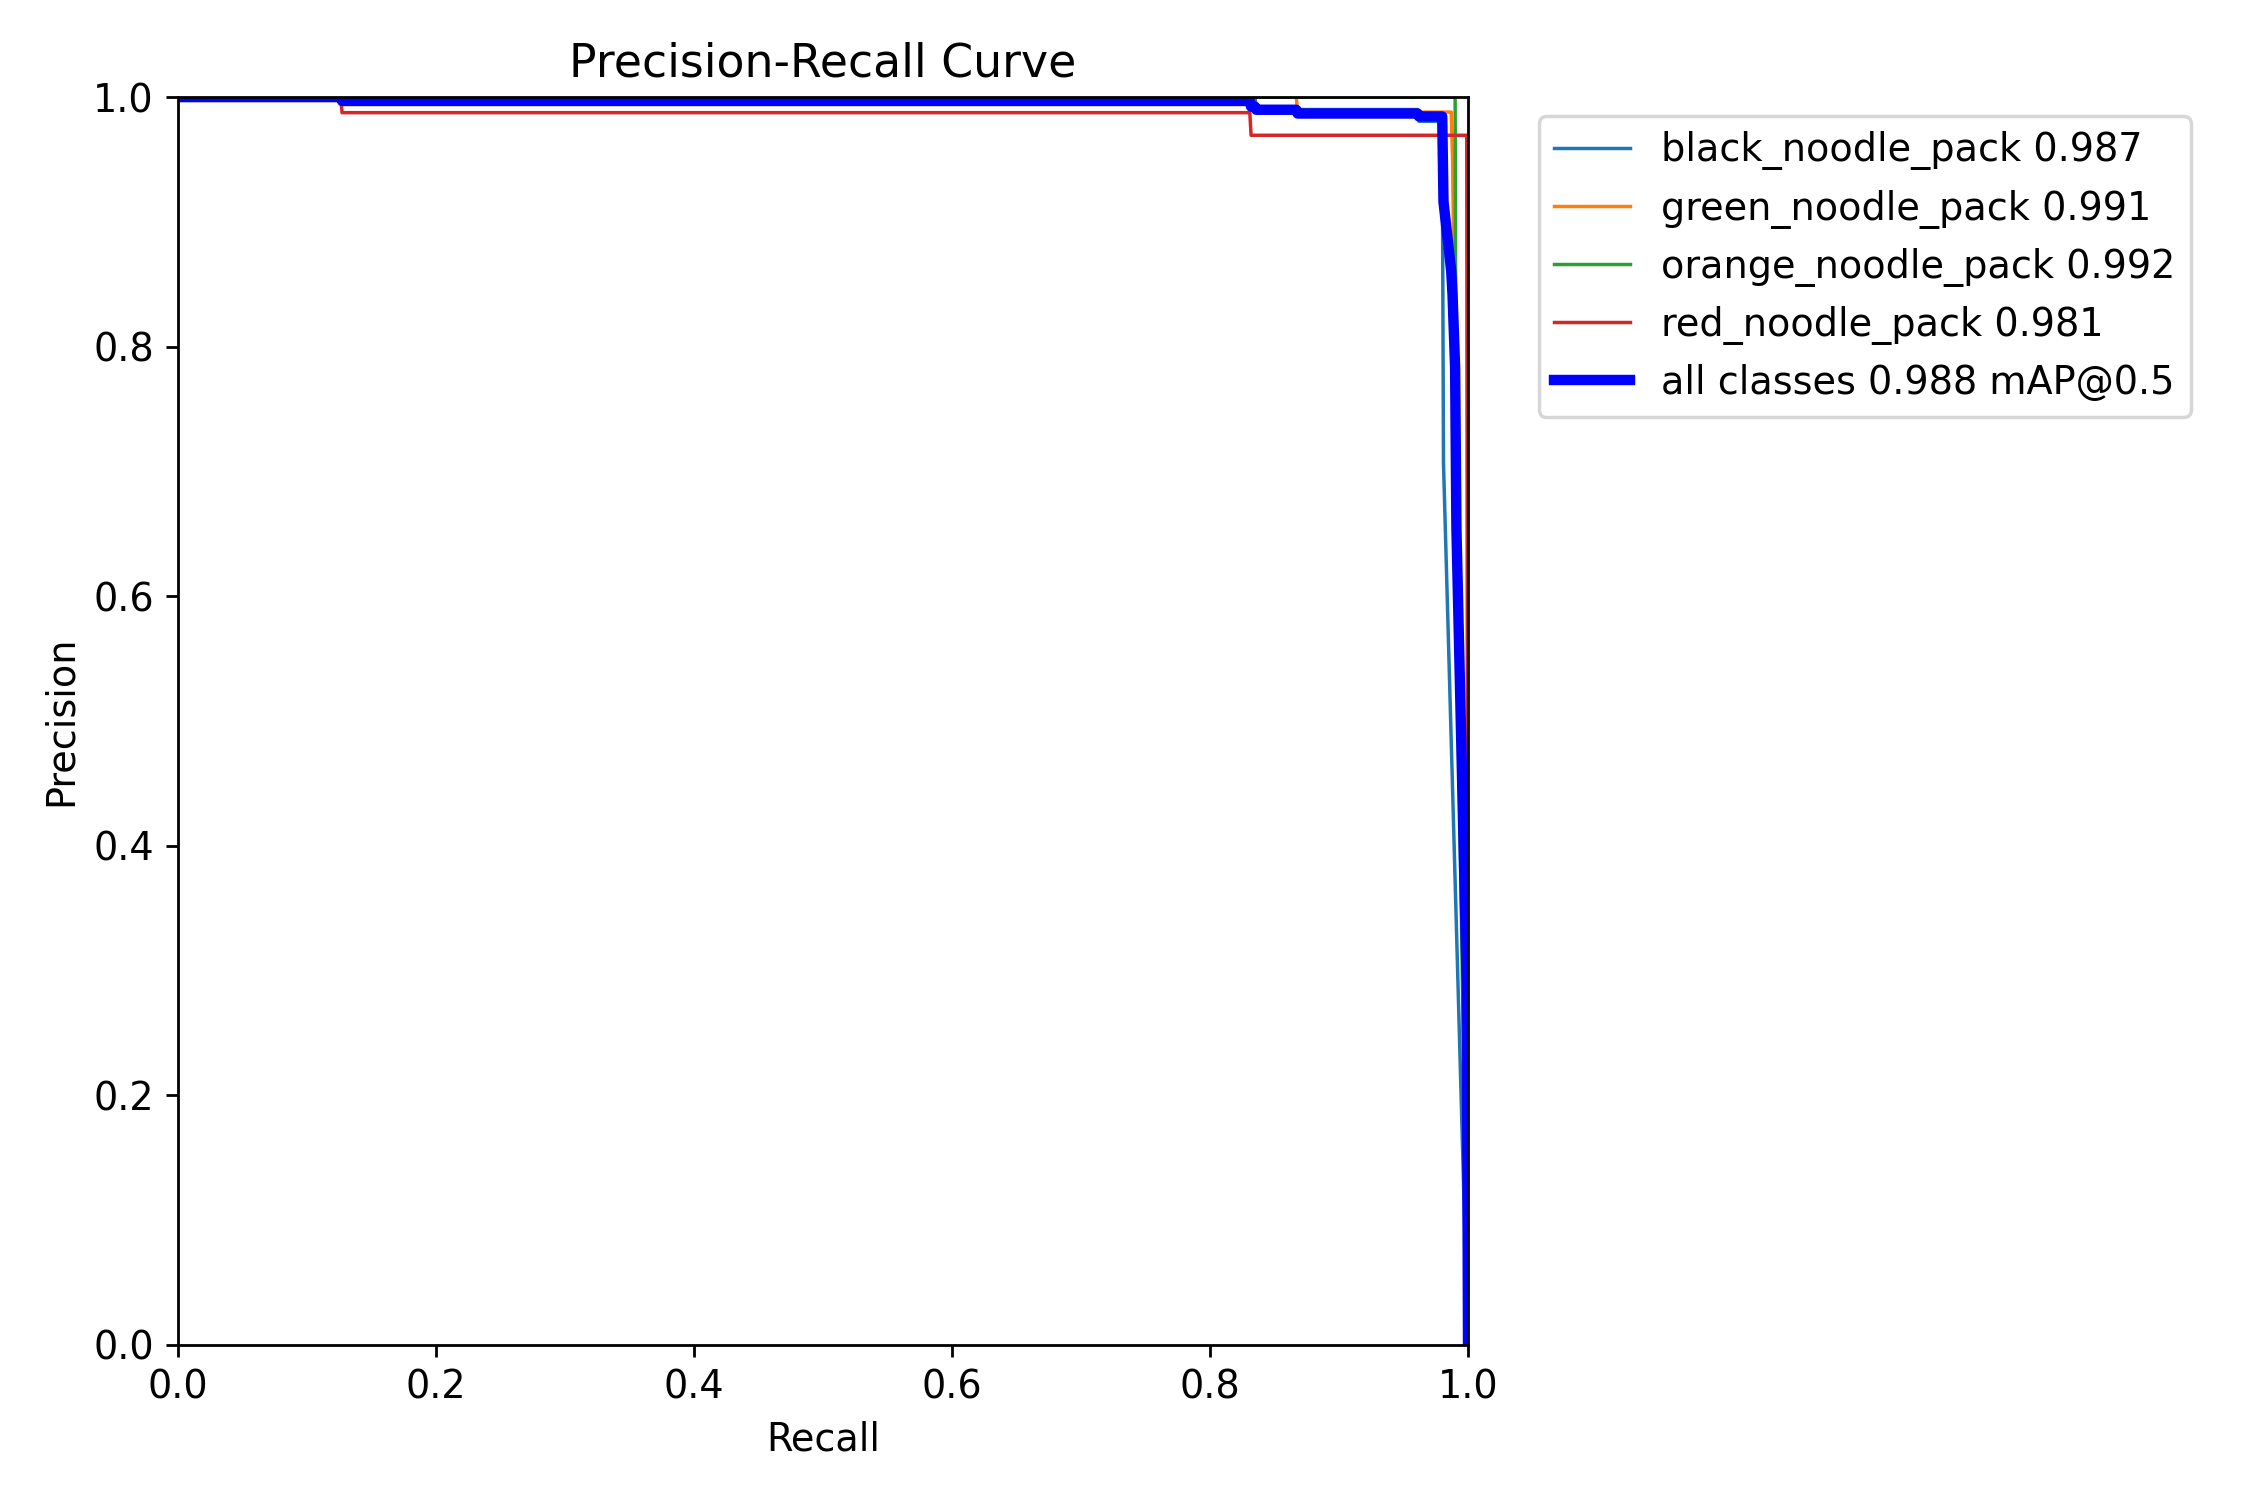 Precision-Recall Curve
1.0
0.8
0.6
0.4
0.2
0.0
Precision
0.0 0.2 0.4 0.6 0.8 1.0
Recall
black_noodle_pack 0.987
green_noodle_pack 0.991
orange_noodle_pack 0.992
red_noodle_pack 0.981
all classes 0.988 mAP@0.5